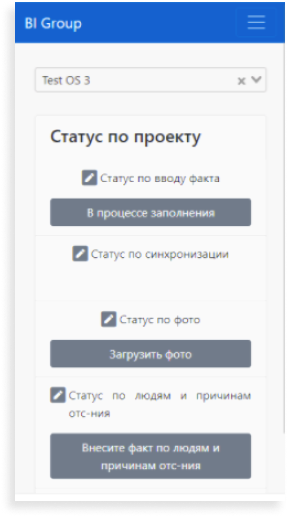 BI Group
Test OS 3
Статус по проекту
Статус по вводу факта
В процессе заполнения
Статус по синхронизации
Статус по фото
Загрузить фото
Статус по людям и причинам
отс-ния
Внесите факт по людям и
причинам отс-ния